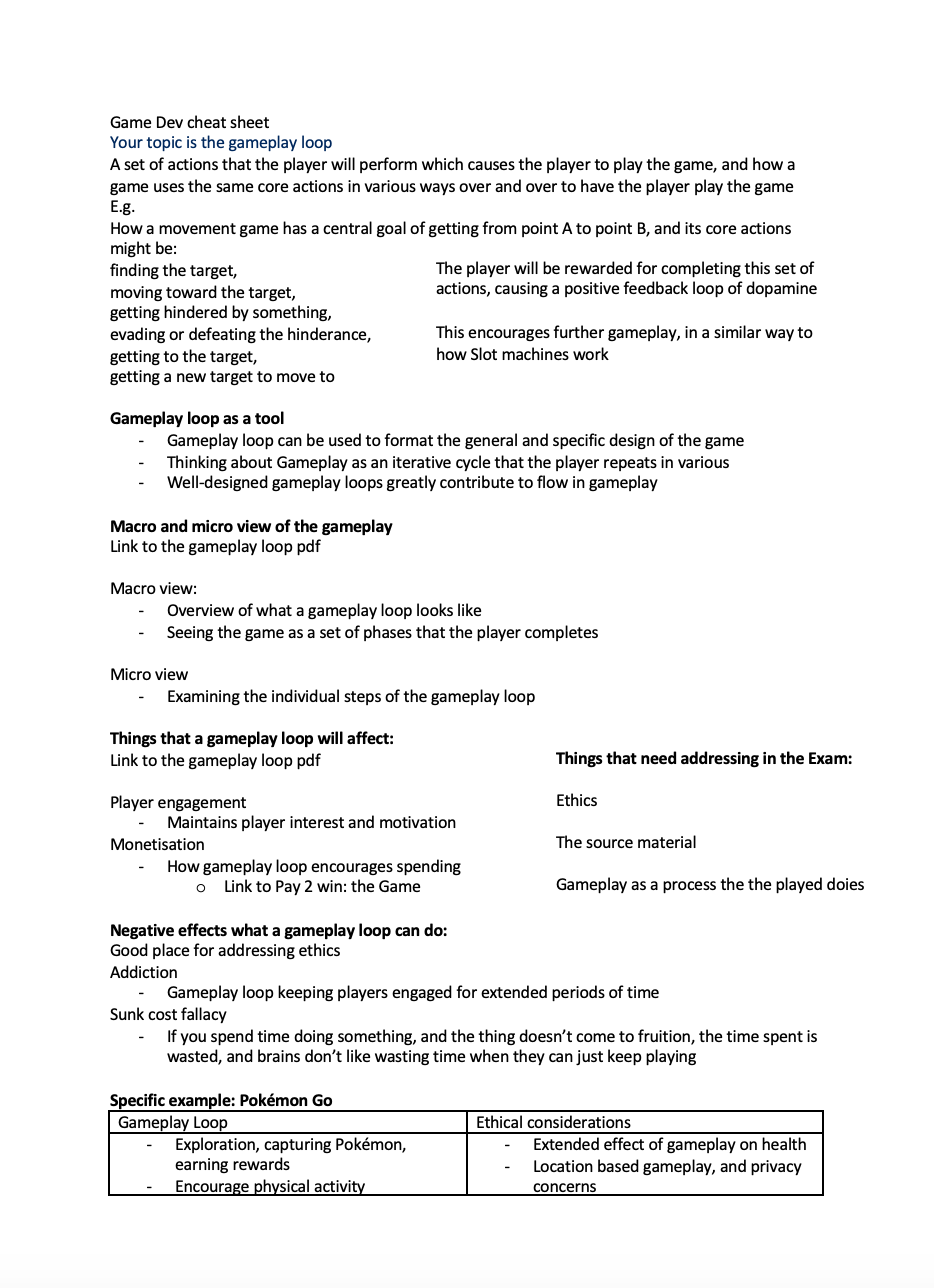 Game Dev cheat sheet
Your topic is the gameplay loop
A set of actions that the player will perform which causes the player to play the game, and how a
game uses the same core actions in various ways over and over to have the player play the game
E.g.
How a movement game has a central goal of getting from point A to point B, and its core actions
might be:
finding the target,
moving toward the target,
getting hindered by something,
evading or defeating the hinderance,
getting to the target,
getting a new target to move to
The player will be rewarded for completing this set of
actions, causing a positive feedback loop of dopamine
This encourages further gameplay, in a similar way to
how Slot machines work
Gameplay loop as a tool
- Gameplay loop can be used to format the general and specific design of the game
- Thinking about Gameplay as an iterative cycle that the player repeats in various
- Well-designed gameplay loops greatly contribute to flow in gameplay
Macro and micro view of the gameplay
Link to the gameplay loop pdf
Macro view:
- Overview of what a gameplay loop looks like
- Seeing the game as a set of phases that the player completes
Micro view
- Examining the individual steps of the gameplay loop
Things that a gameplay loop will affect:
Link to the gameplay loop pdf
Player engagement
- Maintains player interest and motivation
Monetisation
- How gameplay loop encourages spending
o Link to Pay 2 win: the Game
Things that need addressing in the Exam:
Ethics
The source material
Gameplay as a process the the played doies
Negative effects what a gameplay loop can do:
Good place for addressing ethics
Addiction
- Gameplay loop keeping players engaged for extended periods of time
Sunk cost fallacy
- If you spend time doing something, and the thing doesn’t come to fruition, the time spent is
wasted, and brains don’t like wasting time when they can just keep playing
Specific example: Pokémon Go
Gameplay Loop
- Exploration, capturing Pokémon,
earning rewards
- Encourage physical activity
Ethical considerations
- Extended effect of gameplay on health
- Location based gameplay, and privacy
concerns